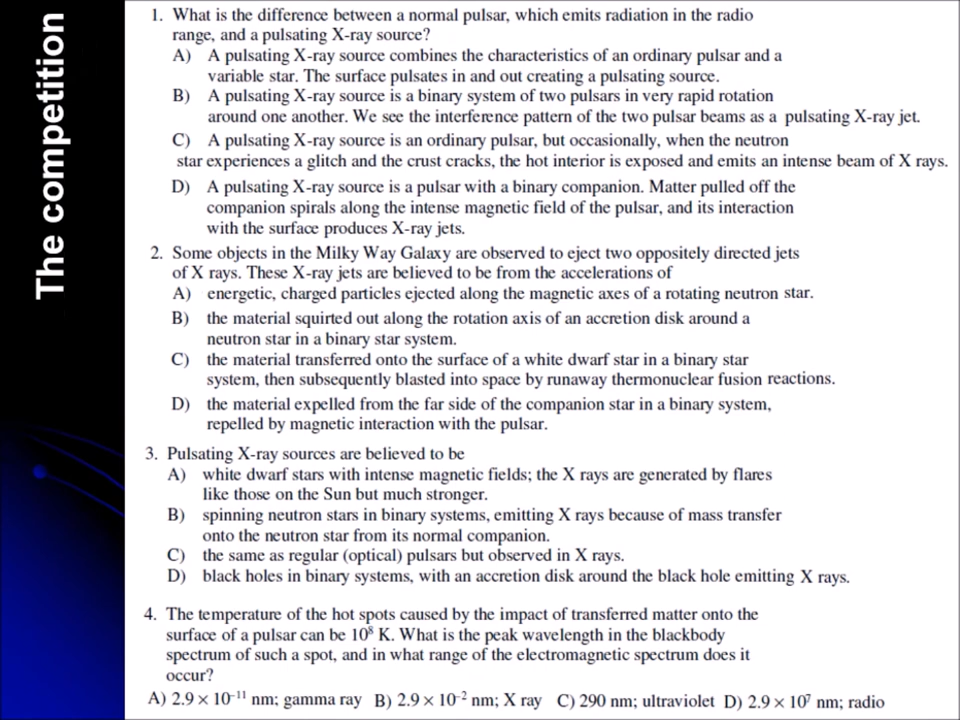 The competition
1. What is the difference between a normal pulsar, which emits radiation in the radio
range, and a pulsating X-ray source?
A) A pulsating X-ray source combines the characteristics of an ordinary pulsar and a
variable star. The surface pulsates in and out creating a pulsating source.
B) A pulsating X-ray source is a binary system of two pulsars in very rapid rotation
around one another. We see the interference pattern of the two pulsar beams as a pulsating X-ray jet.
C) A pulsating X-ray source is an ordinary pulsar, but occasionally, when the neutron
star experiences a glitch and the crust cracks, the hot interior is exposed and emits an intense beam of X rays.
D) A pulsating X-ray source is a pulsar with a binary companion. Matter pulled off the
companion spirals along the intense magnetic field of the pulsar, and its interaction
with the surface produces X-ray jets.
2. Some objects in the Milky Way Galaxy are observed to eject two oppositely directed jets
of X rays. These X-ray jets are believed to be from the accelerations of
A) energetic, charged particles ejected along the magnetic axes of a rotating neutron star.
B) the material squirted out along the rotation axis of an accretion disk around a
neutron star in a binary star system.
C) the material transferred onto the surface of a white dwarf star in a binary star
system, then subsequently blasted into space by runaway thermonuclear fusion reactions.
D) the material expelled from the far side of the companion star in a binary system,
repelled by magnetic interaction with the pulsar.
3. Pulsating X-ray sources are believed to be
A) white dwarf stars with intense magnetic fields; the X rays are generated by flares
like those on the Sun but much stronger.
B) spinning neutron stars in binary systems, emitting X rays because of mass transfer
onto the neutron star from its normal companion.
C) the same as regular (optical) pulsars but observed in X rays.
D) black holes in binary systems, with an accretion disk around the black hole emitting X rays.
4. The temperature of the hot spots caused by the impact of transferred matter onto the
surface of a pulsar can be 10⁸ K. What is the peak wavelength in the blackbody
spectrum of such a spot, and in what range of the electromagnetic spectrum does it
occur?
A) 2.9 × 10⁻¹¹ nm; gamma ray B) 2.9 × 10⁻² nm; X ray C) 290 nm; ultraviolet D) 2.9 × 10⁷ nm; radio